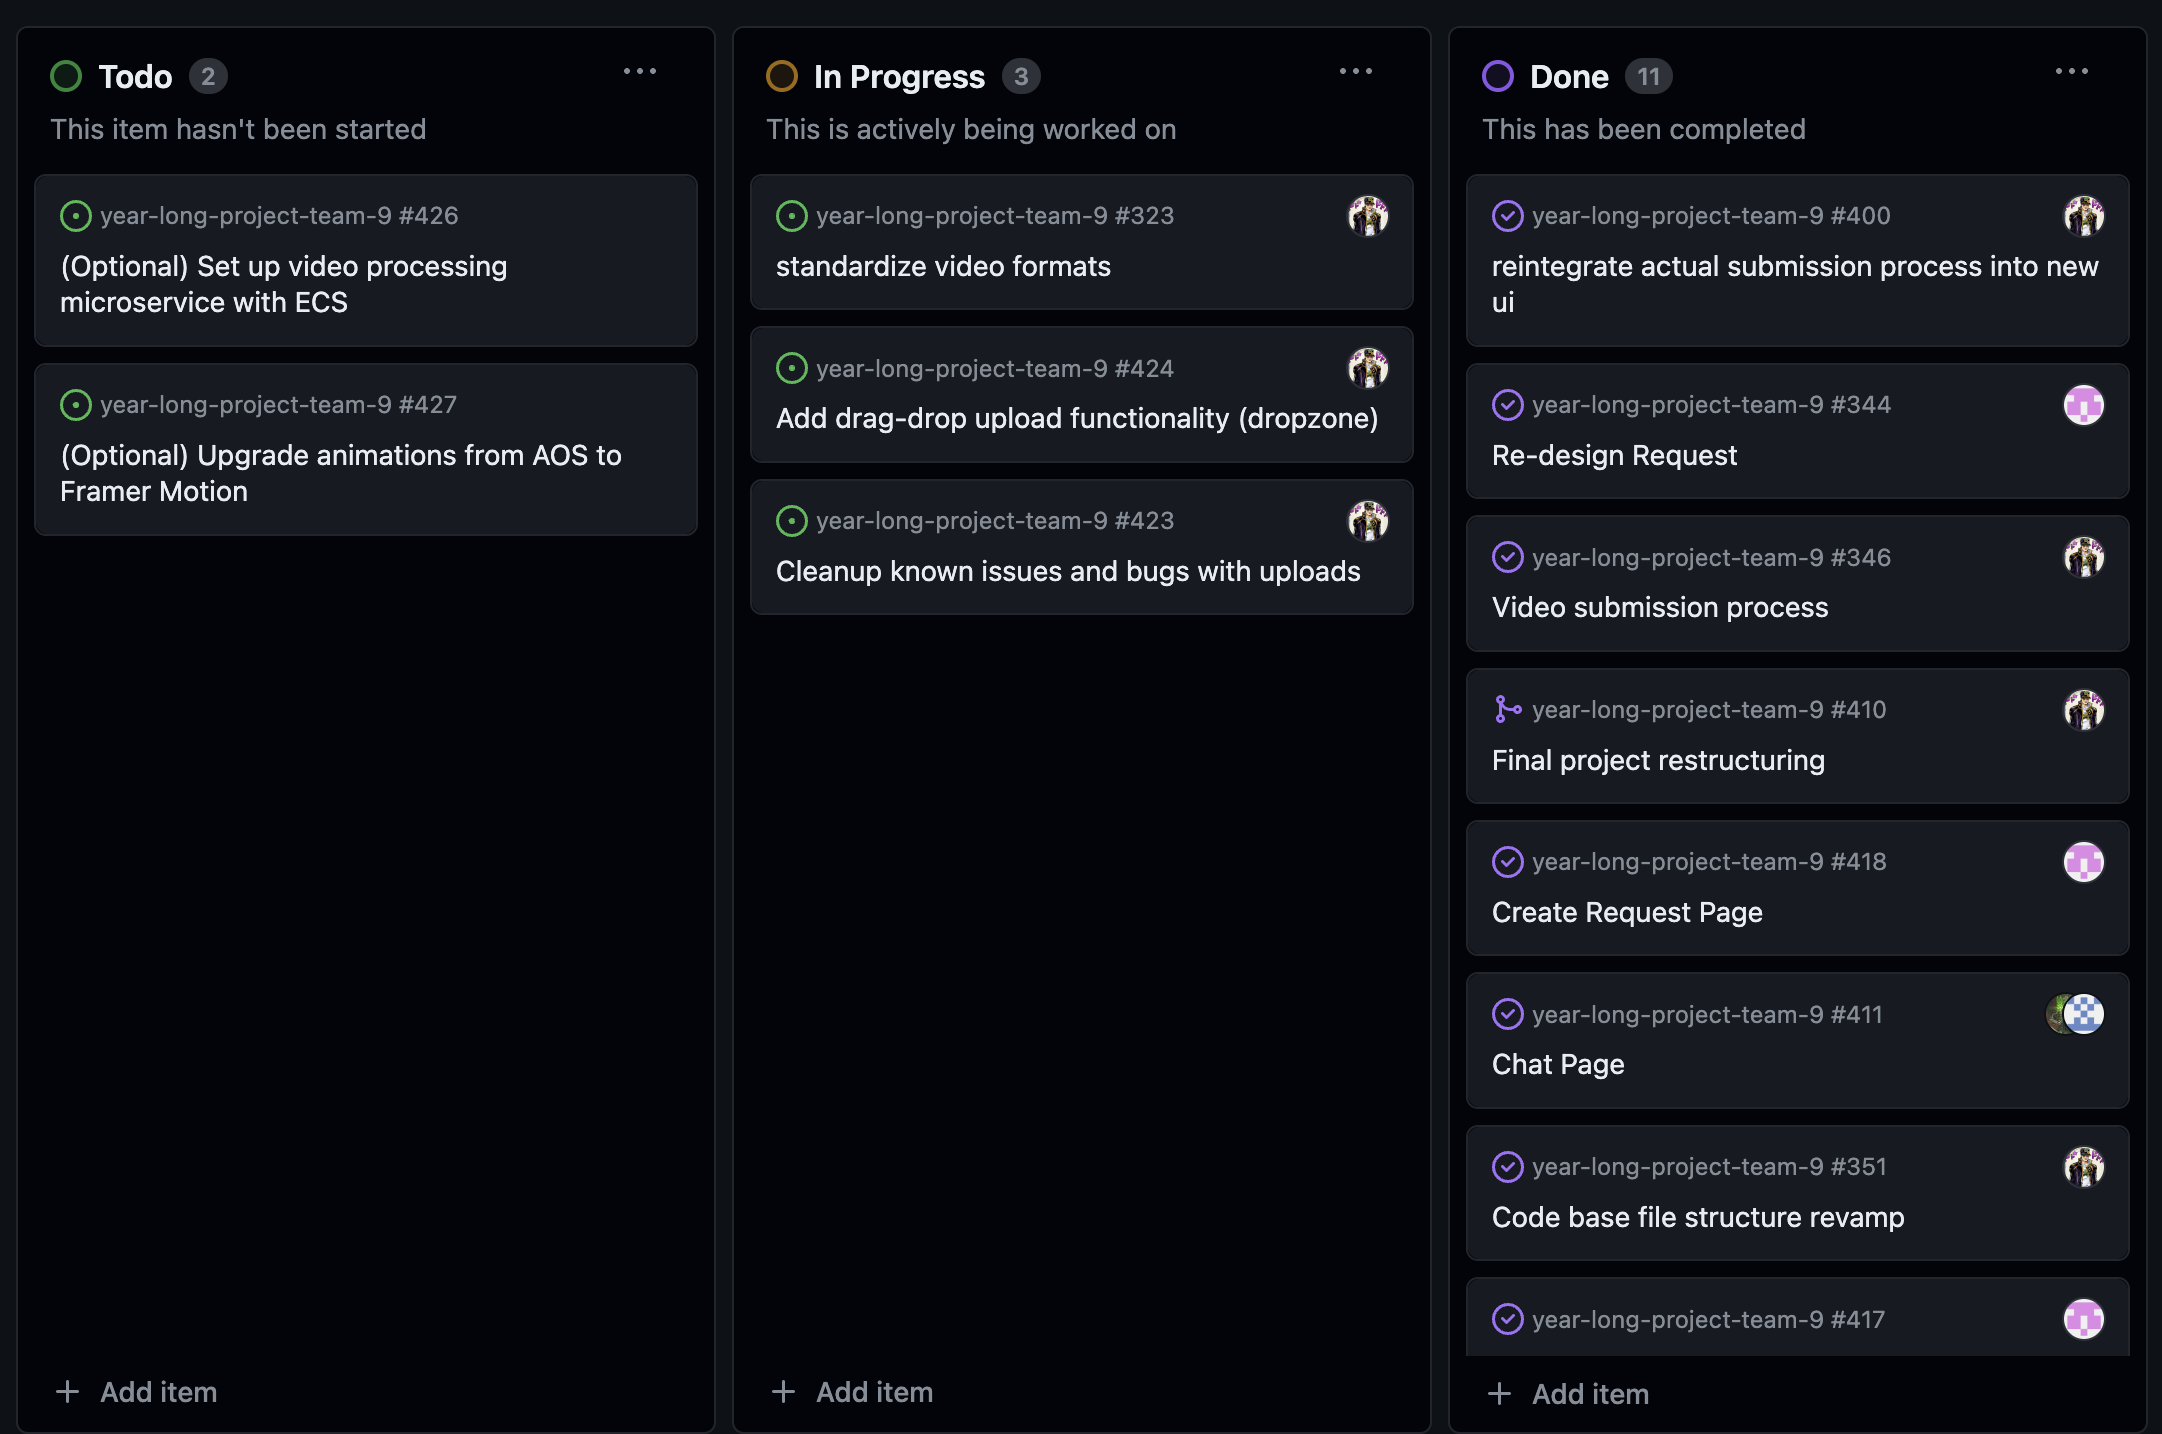 Todo 2
This item hasn't been started
year-long-project-team-9 #426
(Optional) Set up video processing
microservice with ECS
year-long-project-team-9 #427
(Optional) Upgrade animations from AOS to
Framer Motion
Add item
In Progress 3
This is actively being worked on
year-long-project-team-9 #323
standardize video formats
year-long-project-team-9 #424
Add drag-drop upload functionality (dropzone)
year-long-project-team-9 #423
Cleanup known issues and bugs with uploads
Add item
Done 11
This has been completed
year-long-project-team-9 #400
reintegrate actual submission process into new
ui
year-long-project-team-9 #344
Re-design Request
year-long-project-team-9 #346
Video submission process
year-long-project-team-9 #410
Final project restructuring
year-long-project-team-9 #418
Create Request Page
year-long-project-team-9 #411
Chat Page
year-long-project-team-9 #351
Code base file structure revamp
year-long-project-team-9 #417
Add item